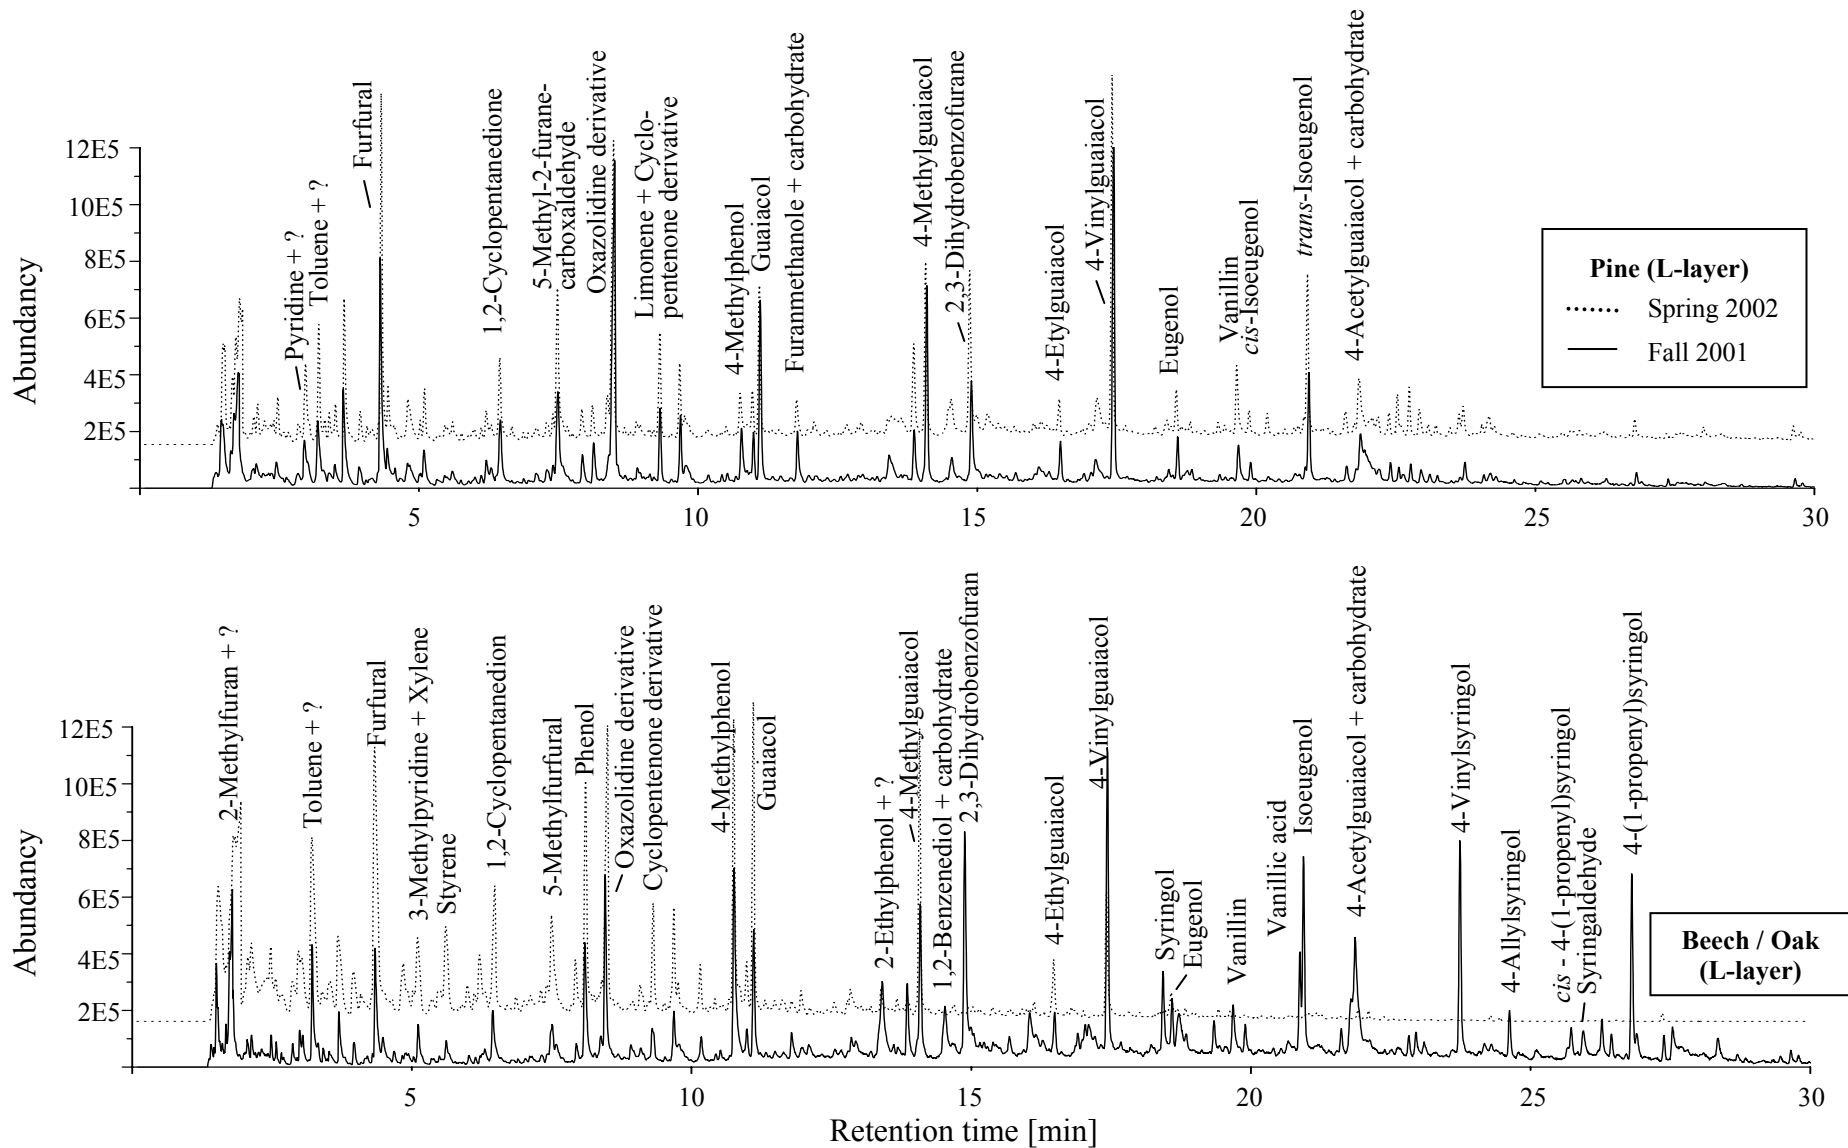 Abundancy
12E5
10E5
8E5
6E5
4E5
2E5
Pyridine + ?
Toluene + ?
Furfural
1,2-Cyclopentanedione
5-Methyl-2-furane-
carboxaldehyde
Oxazolidine derivative
Limonene + Cyclo-
pentenone derivative
4-Methylphenol
Guaiacol
Furanmethanole + carbohydrate
4-Methylguaiacol
2,3-Dihydrobenzofurane
4-Etylguaiacol
4-Vinylguaiacol
Eugenol
Vanillin
cis-Isoeugenol
trans-Isoeugenol
4-Acetylguaiacol + carbohydrate
Pine (L-layer)
Spring 2002
Fall 2001
5
10
15
20
25
30
Abundancy
12E5
10E5
8E5
6E5
4E5
2E5
2-Methylfuran + ?
Toluene + ?
Furfural
3-Methylpyridine + Xylene
Styrene
1,2-Cyclopentanedion
5-Methylfurfural
Phenol
Oxazolidine derivative
Cyclopentenone derivative
4-Methylphenol
Guaiacol
2-Ethylphenol + ?
4-Methylguaiacol
1,2-Benzenediol + carbohydrate
2,3-Dihydrobenzofuran
4-Ethylguaiacol
4-Vinylguaiacol
Syringol
Eugenol
Vanillin
Vanillic acid
Isoeugenol
4-Acetylguaiacol + carbohydrate
4-Vinylsyringol
4-Allylsyringol
cis - 4-(1-propenyl)syringol
Syringaldehyde
4-(1-propenyl)syringol
Beech / Oak
(L-layer)
5
10
15
20
25
30
Retention time [min]